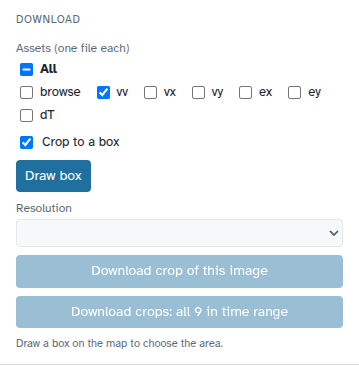 DOWNLOAD
Assets (one file each)
All
browse vv vx vy ex ey
dT
Crop to a box
Draw box
Resolution
Download crop of this image
Download crops: all 9 in time range
Draw a box on the map to choose the area.